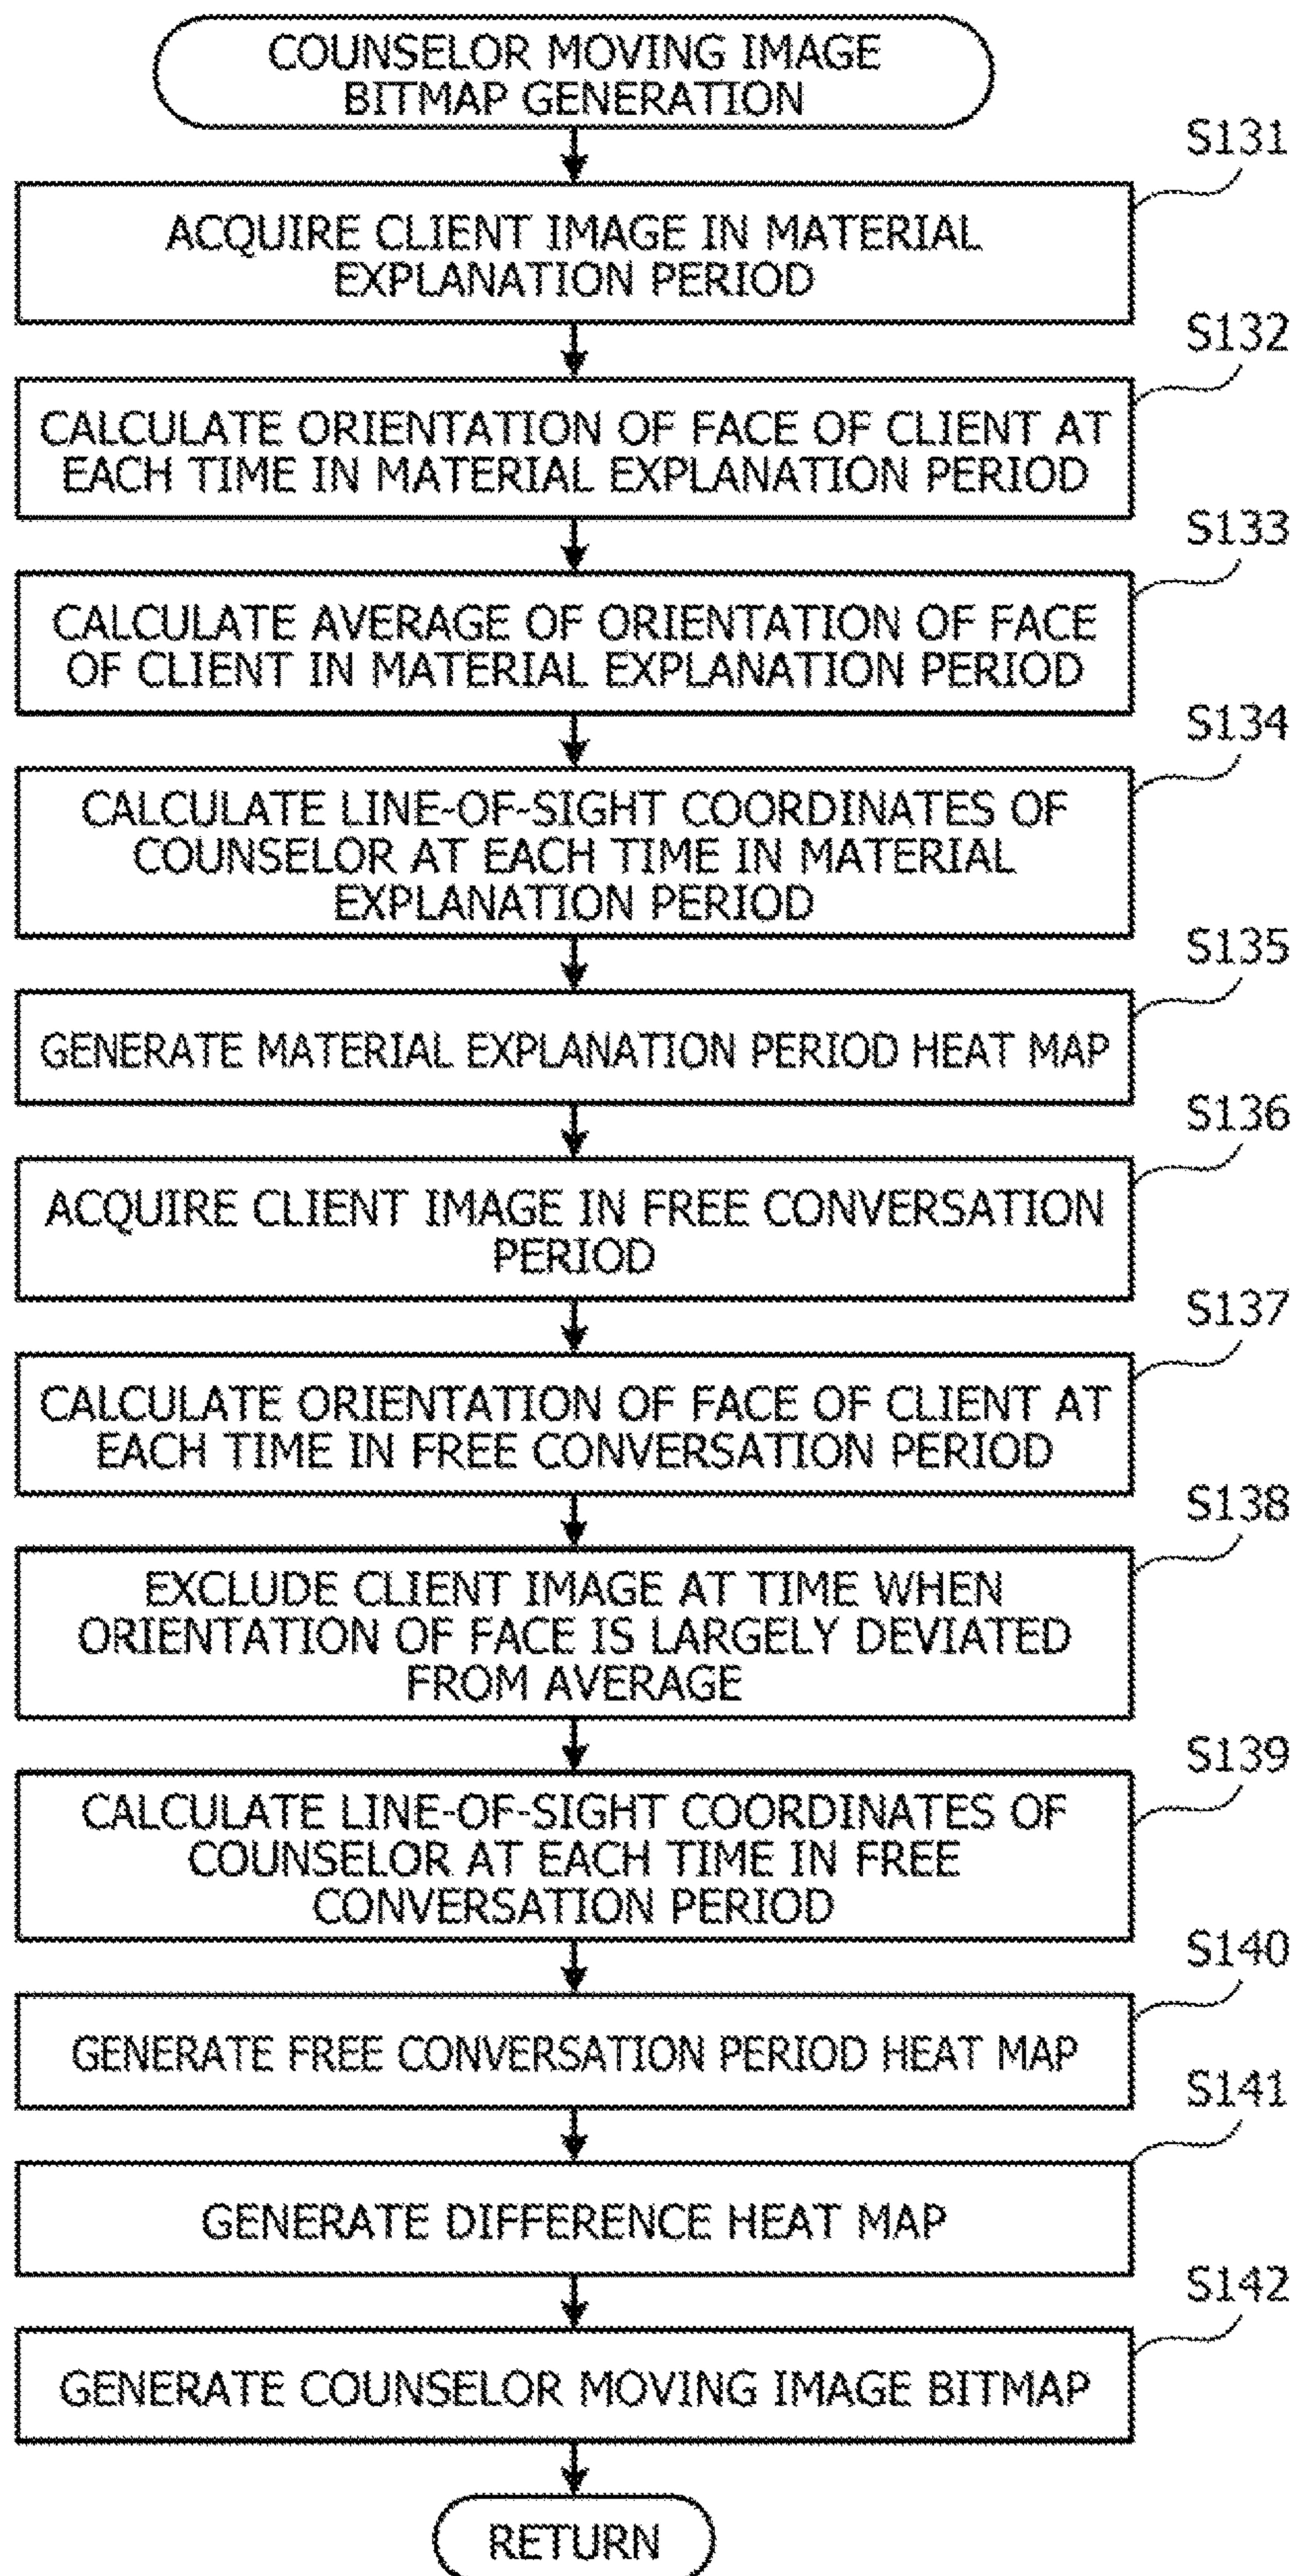 COUNSELOR MOVING IMAGE
BITMAP GENERATION
S131
ACQUIRE CLIENT IMAGE IN MATERIAL
EXPLANATION PERIOD
S132
CALCULATE ORIENTATION OF FACE OF CLIENT AT
EACH TIME IN MATERIAL EXPLANATION PERIOD
S133
CALCULATE AVERAGE OF ORIENTATION OF FACE
OF CLIENT IN MATERIAL EXPLANATION PERIOD
S134
CALCULATE LINE-OF-SIGHT COORDINATES OF
COUNSELOR AT EACH TIME IN MATERIAL
EXPLANATION PERIOD
S135
GENERATE MATERIAL EXPLANATION PERIOD HEAT MAP
S136
ACQUIRE CLIENT IMAGE IN FREE CONVERSATION
PERIOD
S137
CALCULATE ORIENTATION OF FACE OF CLIENT AT
EACH TIME IN FREE CONVERSATION PERIOD
S138
EXCLUDE CLIENT IMAGE AT TIME WHEN
ORIENTATION OF FACE IS LARGELY DEVIATED
FROM AVERAGE
S139
CALCULATE LINE-OF-SIGHT COORDINATES OF
COUNSELOR AT EACH TIME IN FREE
CONVERSATION PERIOD
S140
GENERATE FREE CONVERSATION PERIOD HEAT MAP
S141
GENERATE DIFFERENCE HEAT MAP
S142
GENERATE COUNSELOR MOVING IMAGE BITMAP
RETURN